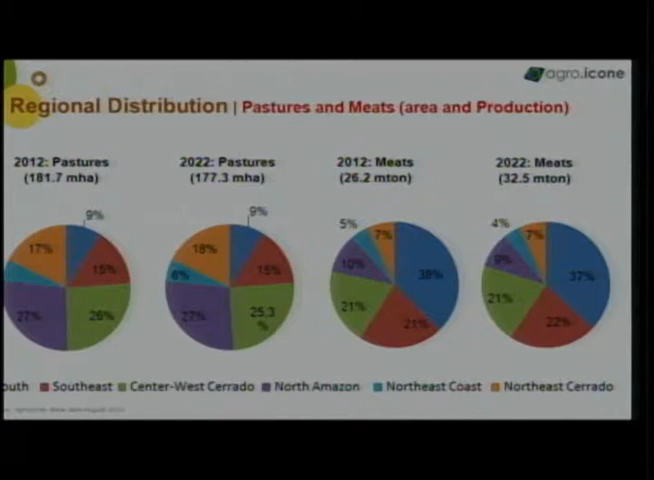 agro.icone
Regional Distribution | Pastures and Meats (area and Production)
2012: Pastures
(181.7 mha)
2022: Pastures
(177.3 mha)
2012: Meats
(26.2 mton)
2022: Meats
(32.5 mton)
9%
15%
26%
27%
17%
9%
15%
25,3
%
27%
6%
18%
38%
21%
21%
10%
5%
7%
37%
22%
21%
9%
4%
7%
outh Southeast Center-West Cerrado North Amazon Northeast Coast Northeast Cerrado